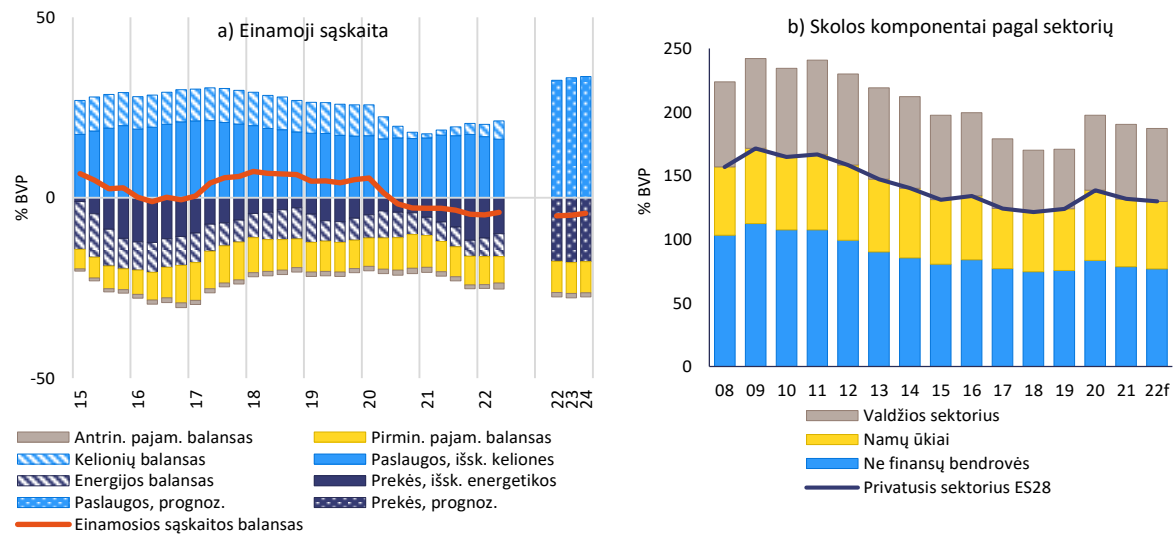 a) Einamoji sąskaita
50
0
-50
% BVP
15
16
17
18
19
20
21
22
22
23
24
Antrin. pajam. balansas
Pirmin. pajam. balansas
Kelionių balansas
Paslaugos, išsk. keliones
Energijos balansas
Prekės, išsk. energetikos
Paslaugos, prognoz.
Prekės, prognoz.
Einamosios sąskaitos balansas
b) Skolos komponentai pagal sektorių
250
200
150
100
50
0
% BVP
08 09 10 11 12 13 14 15 16 17 18 19 20 21 22f
Valdžios sektorius
Namų ūkiai
Ne finansų bendrovės
Privatusis sektorius ES28